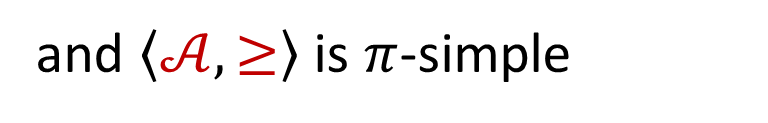 and ⟨𝒜, ≥⟩ is 𝜋-simple